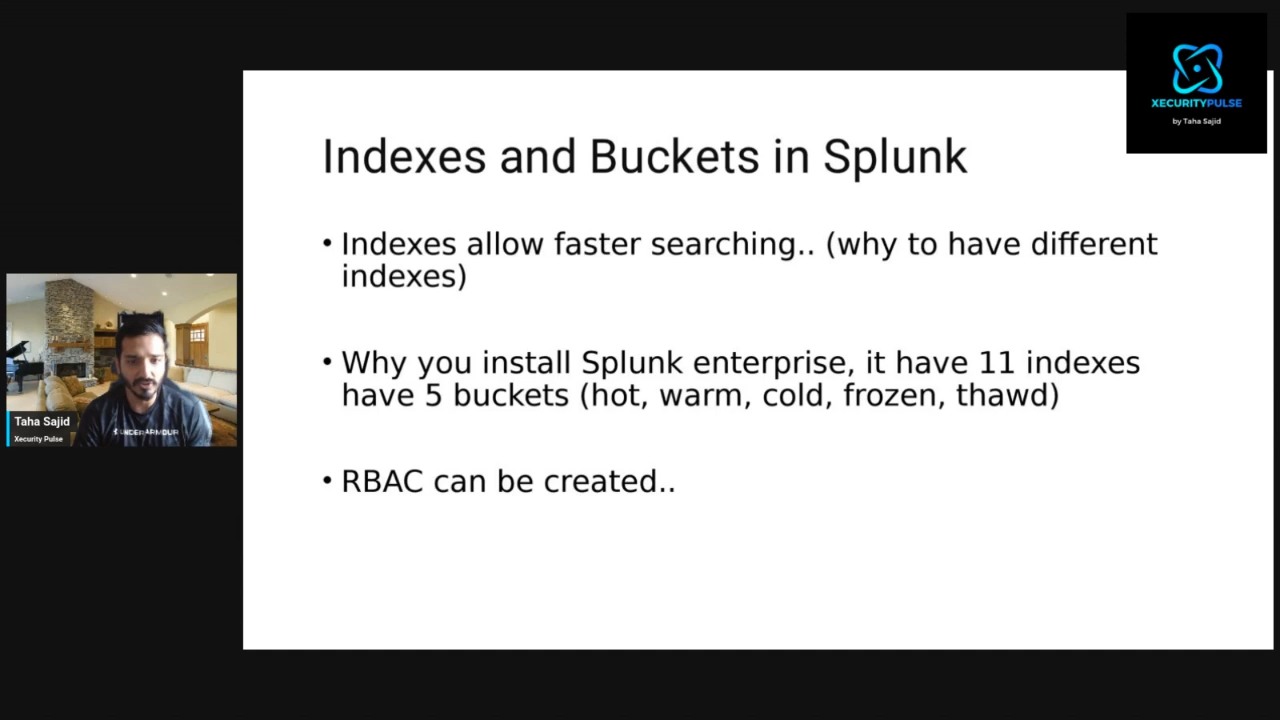 XECURITYPULSE
by Taha Sajid
Indexes and Buckets in Splunk
• Indexes allow faster searching.. (why to have different
indexes)
• Why you install Splunk enterprise, it have 11 indexes
have 5 buckets (hot, warm, cold, frozen, thawd)
• RBAC can be created..
UNDER ARMOUR
Taha Sajid
Xecurity Pulse